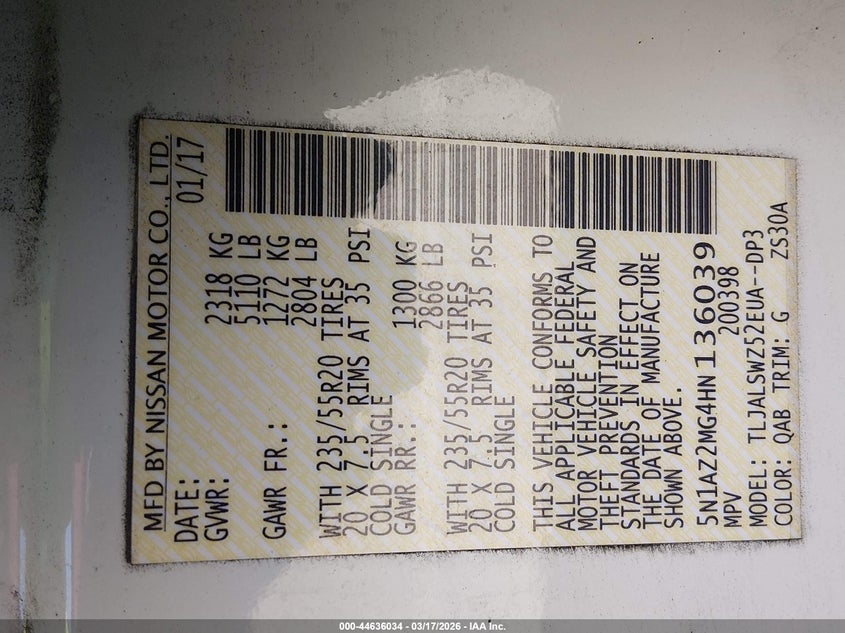 MFD BY NISSAN MOTOR CO., LTD.
DATE: 01/17
GVWR: 2318 KG
5110 LB
GAWR FR.: 1272 KG
2804 LB
WITH 235/55R20 TIRES
20 X 7.5 RIMS AT 35 PSI
COLD SINGLE
GAWR RR.: 1300 KG
2866 LB
WITH 235/55R20 TIRES
20 X 7.5 RIMS AT 35 PSI
COLD SINGLE
THIS VEHICLE CONFORMS TO
ALL APPLICABLE FEDERAL
MOTOR VEHICLE SAFETY AND
THEFT PREVENTION
STANDARDS IN EFFECT ON
THE DATE OF MANUFACTURE
SHOWN ABOVE.
5N1AZ2MG4HN136039
MPV 200398
MODEL: TLJALSWZ52EUA--DP3
COLOR: QAB TRIM: G ZS30A
000-44636034 - 03/17/2026 - IAA Inc.